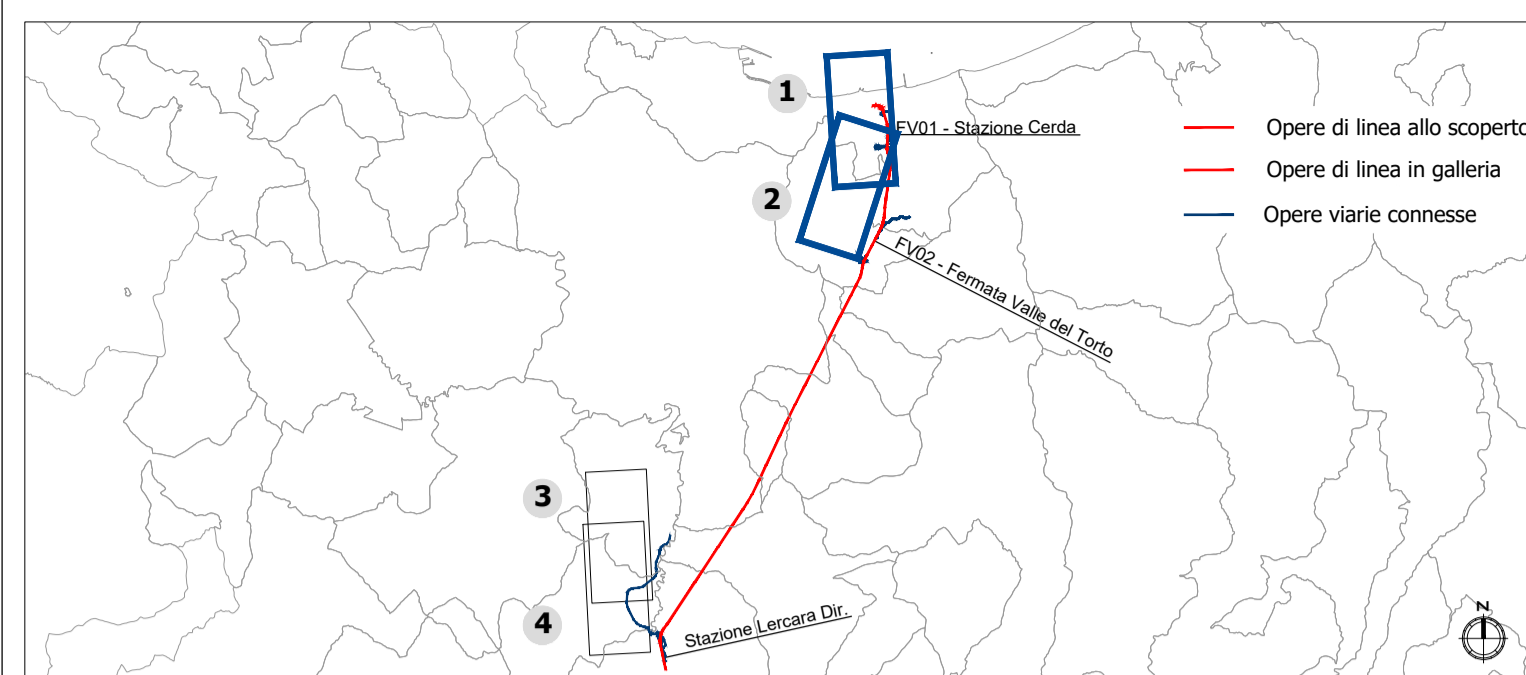 1
FV01 - Stazione Cerda
Opere di linea allo scoperto
Opere di linea in galleria
2
Opere viarie connesse
FV02 - Fermata Valle del Torto
3
4
Stazione Lercara Dir.
N